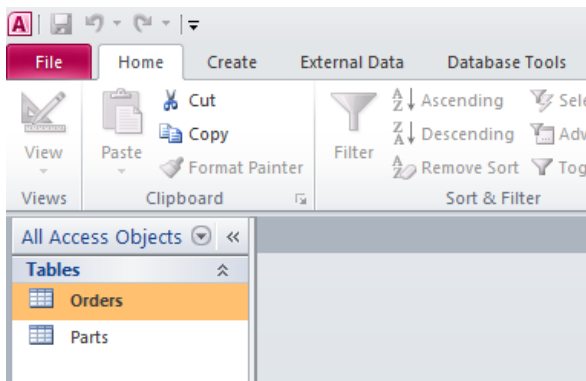 A
File Home Create External Data Database Tools
View
Views
Paste
Cut
Copy
Format Painter
Clipboard
Filter
Ascending
Descending
Remove Sort
Sort & Filter
All Access Objects
Tables
Orders
Parts